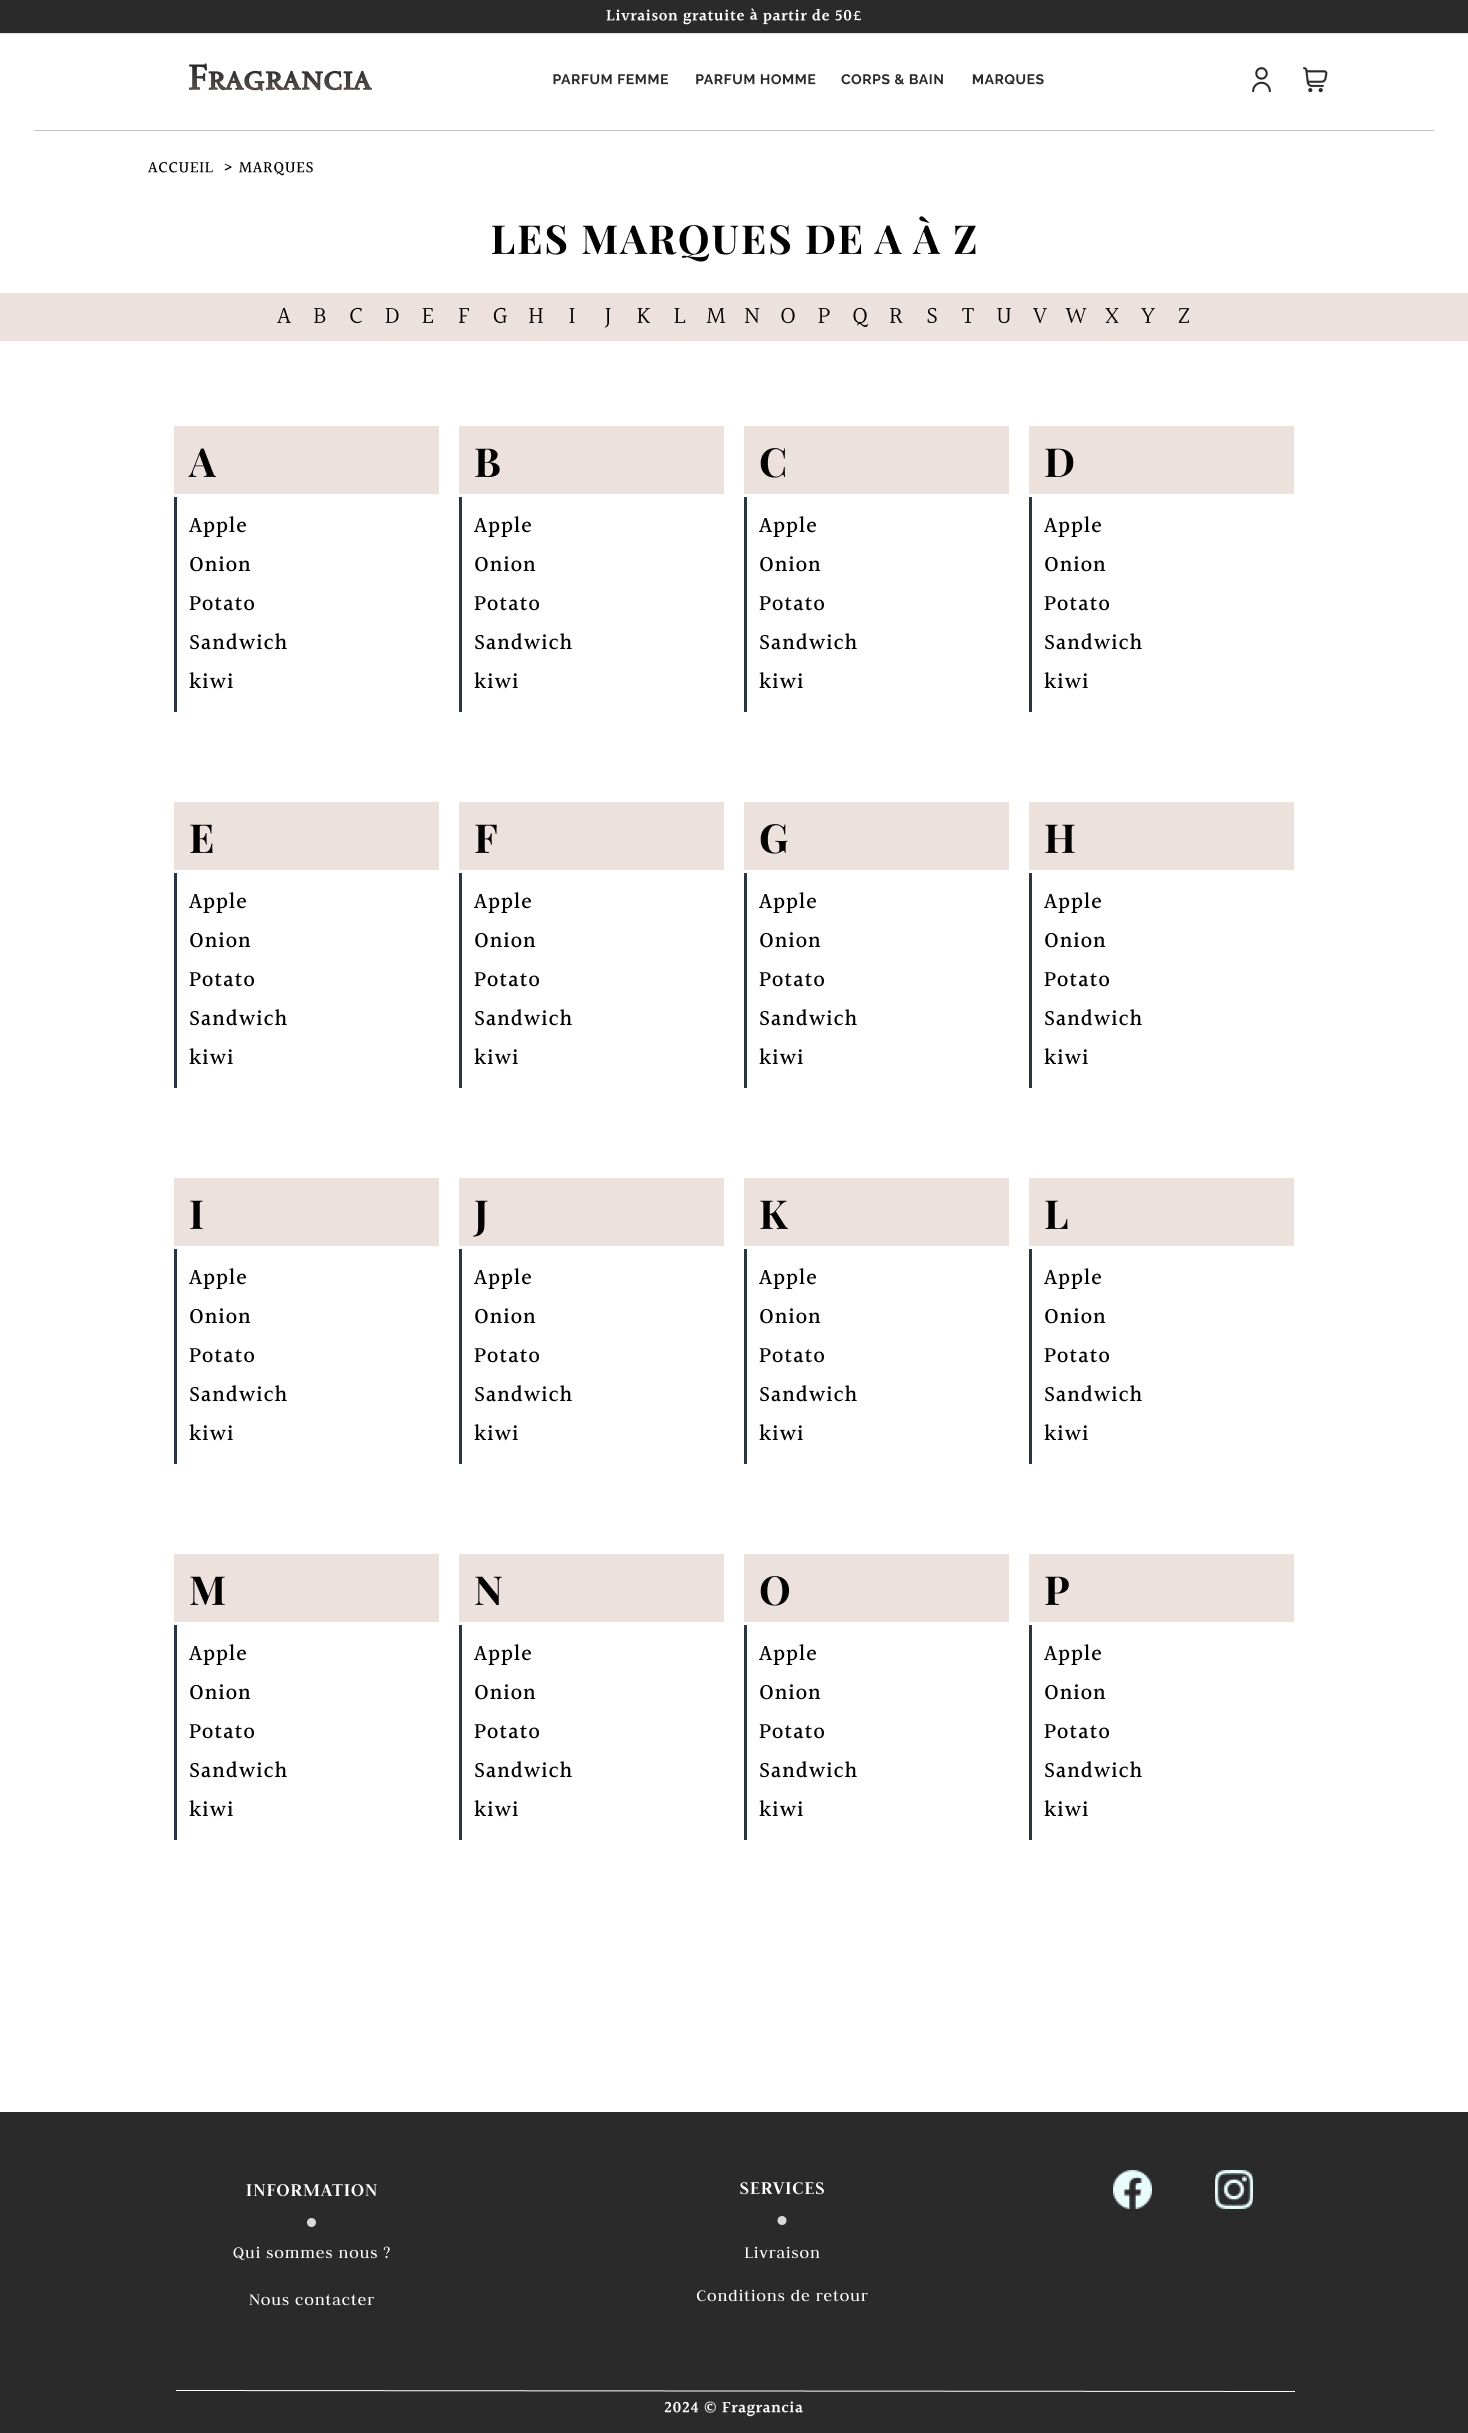 Livraison gratuite à partir de 50£
FRAGRANCIA
PARFUM FEMME PARFUM HOMME CORPS & BAIN MARQUES
ACCUEIL > MARQUES
LES MARQUES DE A À Z
A B C D E F G H I J K L M N O P Q R S T U V W X Y Z
A B C D
Apple Apple Apple Apple
Onion Onion Onion Onion
Potato Potato Potato Potato
Sandwich Sandwich Sandwich Sandwich
kiwi kiwi kiwi kiwi
E F G H
Apple Apple Apple Apple
Onion Onion Onion Onion
Potato Potato Potato Potato
Sandwich Sandwich Sandwich Sandwich
kiwi kiwi kiwi kiwi
I J K L
Apple Apple Apple Apple
Onion Onion Onion Onion
Potato Potato Potato Potato
Sandwich Sandwich Sandwich Sandwich
kiwi kiwi kiwi kiwi
M N O P
Apple Apple Apple Apple
Onion Onion Onion Onion
Potato Potato Potato Potato
Sandwich Sandwich Sandwich Sandwich
kiwi kiwi kiwi kiwi
INFORMATION
Qui sommes nous ?
Nous contacter
SERVICES
Livraison
Conditions de retour
2024 © Fragrancia